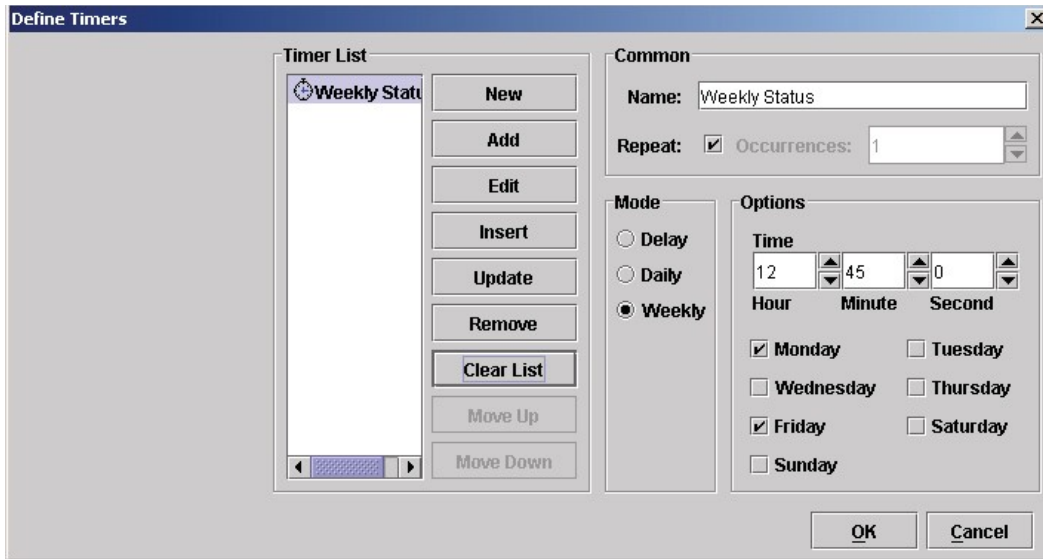 Define Timers
Timer List
Weekly Statu
New
Add
Edit
Insert
Update
Remove
Clear List
Move Up
Move Down
Common
Name: Weekly Status
Repeat: Occurrences: 1
Mode
Delay
Daily
Weekly
Options
Time
12 45 0
Hour Minute Second
Monday Tuesday
Wednesday Thursday
Friday Saturday
Sunday
OK Cancel